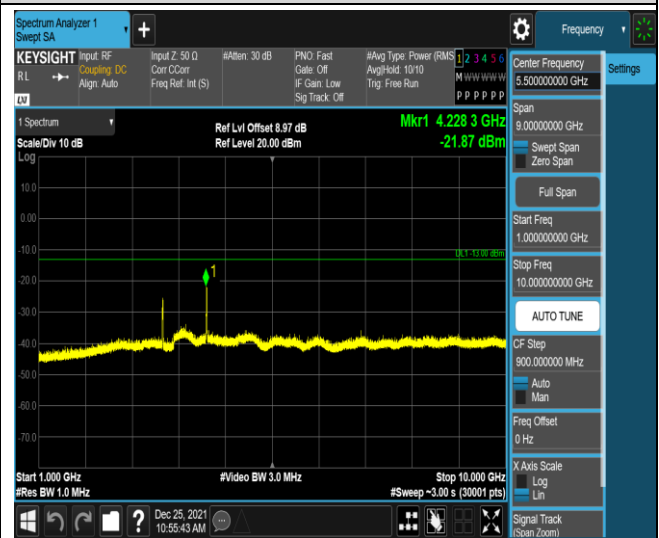 Spectrum Analyzer 1
Swept SA
+
Frequency
KEYSIGHT
RL
LXI
Input: RF
Coupling: DC
Align: Auto
Input Z: 50 Ω
Corr CCorr
Freq Ref: Int (S)
#Atten: 30 dB
PNO: Fast
Gate: Off
IF Gain: Low
Sig Track: Off
#Avg Type: Power (RMS
Avg|Hold: 10/10
Trig: Free Run
1 2 3 4 5 6
M W W W W W
P P P P P P
1 Spectrum
Scale/Div 10 dB
Ref Lvl Offset 8.97 dB
Ref Level 20.00 dBm
Mkr1 4.228 3 GHz
-21.87 dBm
Log
10.0
0.00
-10.0
-20.0
-30.0
-40.0
-50.0
-60.0
-70.0
DL1 -13.00 dBm
1
Start 1.000 GHz
#Res BW 1.0 MHz
#Video BW 3.0 MHz
Stop 10.000 GHz
#Sweep ~3.00 s (30001 pts)
Center Frequency
5.500000000 GHz
Settings
Span
9.00000000 GHz
Swept Span
Zero Span
Full Span
Start Freq
1.000000000 GHz
Stop Freq
10.000000000 GHz
AUTO TUNE
CF Step
900.000000 MHz
Auto
Man
Freq Offset
0 Hz
X Axis Scale
Log
Lin
Signal Track
(Span Zoom)
?
Dec 25, 2021
10:55:43 AM